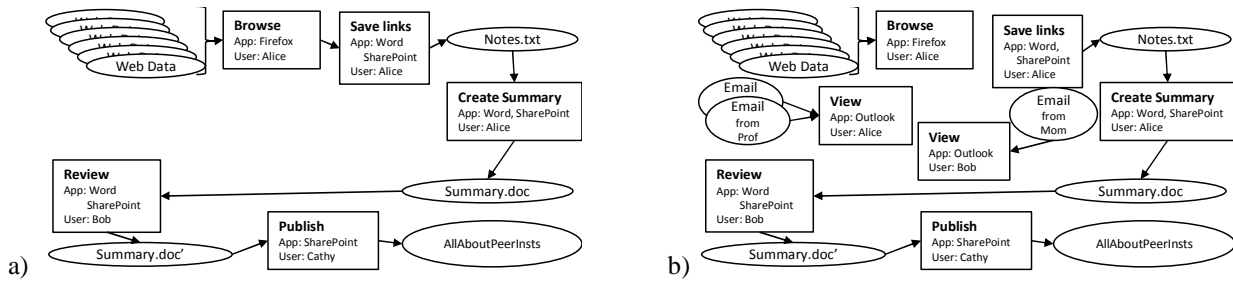 Web Data
Browse
App: Firefox
User: Alice
Save links
App: Word
SharePoint
User: Alice
Notes.txt
Create Summary
App: Word, SharePoint
User: Alice
Review
App: Word
SharePoint
User: Bob
Summary.doc
Publish
App: SharePoint
User: Cathy
Summary.doc’
AllAboutPeerInsts
a)
Web Data
Browse
App: Firefox
User: Alice
Save links
App: Word,
SharePoint
User: Alice
Notes.txt
Email
Email
from
Prof
View
App: Outlook
User: Alice
Email
from
Mom
Create Summary
App: Word, SharePoint
User: Alice
View
App: Outlook
User: Bob
Review
App: Word
SharePoint
User: Bob
Summary.doc
Publish
App: SharePoint
User: Cathy
Summary.doc’
AllAboutPeerInsts
b)